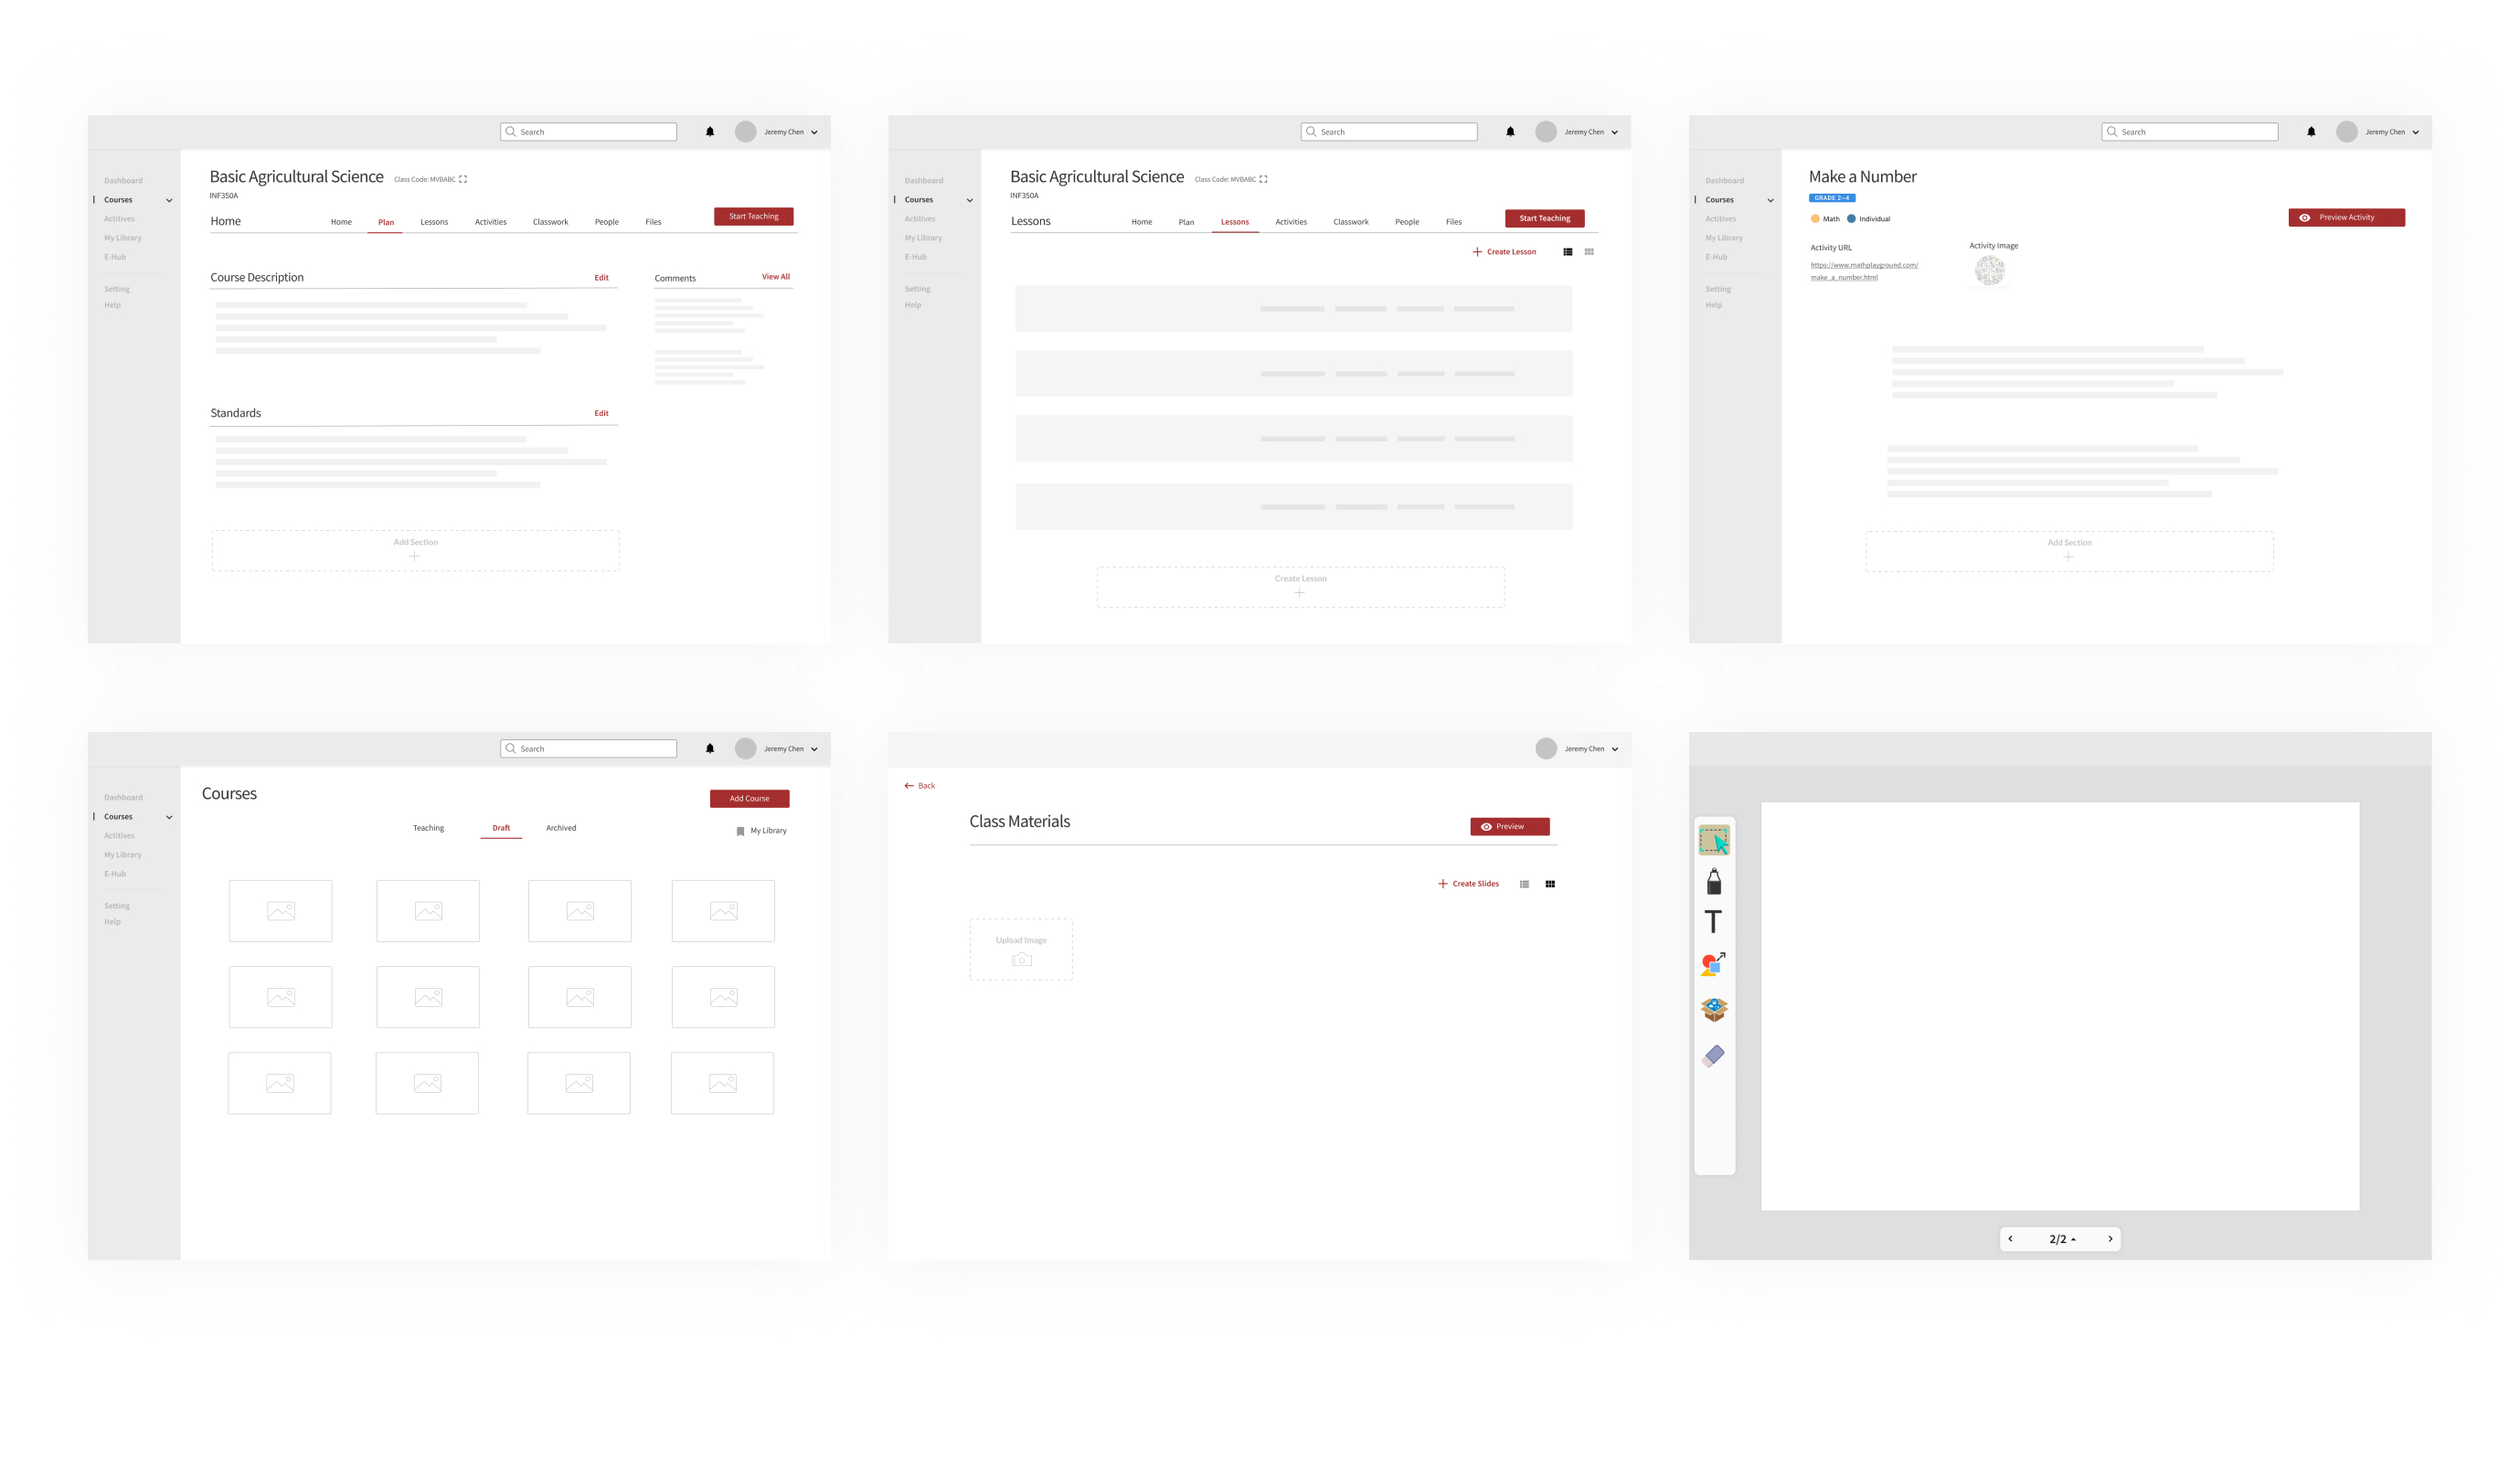 Search
Jeremy Chen
Dashboard
Courses
Actitives
My Library
E-Hub
Setting
Help
Basic Agricultural Science
Class Code: MVBABC
INF350A
Home
Home
Plan
Lessons
Activities
Classwork
People
Files
Start Teaching
Course Description
Edit
Comments
View All
Standards
Edit
Add Section
Search
Jeremy Chen
Dashboard
Courses
Actitives
My Library
E-Hub
Setting
Help
Basic Agricultural Science
Class Code: MVBABC
INF350A
Lessons
Home
Plan
Lessons
Activities
Classwork
People
Files
Start Teaching
Create Lesson
Create Lesson
Search
Jeremy Chen
Dashboard
Courses
Actitives
My Library
E-Hub
Setting
Help
Make a Number
GRADE 2-4
Math
Individual
Preview Activity
Activity URL
Activity Image
https://www.mathplayground.com/
make_a_number.html
Add Section
Search
Jeremy Chen
Dashboard
Courses
Actitives
My Library
E-Hub
Setting
Help
Courses
Add Course
Teaching
Draft
Archived
My Library
Jeremy Chen
Back
Class Materials
Preview
Create Slides
Upload Image
T
2/2